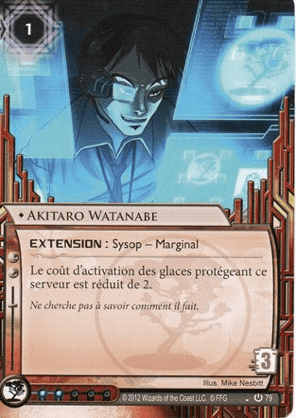 1
AKITARO WATANABE
EXTENSION : Sysop – Marginal
Le coût d'activation des glaces protégeant ce
serveur est réduit de 2.
Ne cherche pas à savoir comment il fait.
3
Illus. Mike Nesbitt
© 2012 Wizards of the Coast LLC. © FFG
79